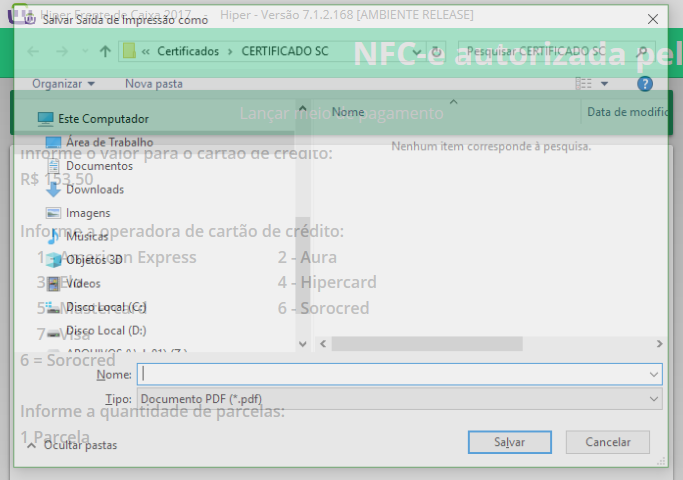 Hiper Frente de Caixa 2017 - Hiper - Versão 7.1.2.168 [AMBIENTE RELEASE]
Salvar Saída de Impressão como
« Certificados › CERTIFICADO SC
Pesquisar CERTIFICADO SC
NFC-e autorizada pel
Organizar
Nova pasta
Lançar meio de pagamento
Nome
Data de modific
Este Computador
Área de Trabalho
Nenhum item corresponde à pesquisa.
Informe o valor para o cartão de crédito:
Documentos
R$ 153,50
Downloads
Imagens
Informe a operadora de cartão de crédito:
Músicas
1 - American Express
2 - Aura
Objetos 3D
3 - Elo
4 - Hipercard
Vídeos
5 - Mastercard
6 - Sorocred
Disco Local (C:)
7 - Visa
Disco Local (D:)
6 = Sorocred
Nome:
Tipo:
Documento PDF (*.pdf)
Informe a quantidade de parcelas:
1 Parcela
Ocultar pastas
Salvar
Cancelar